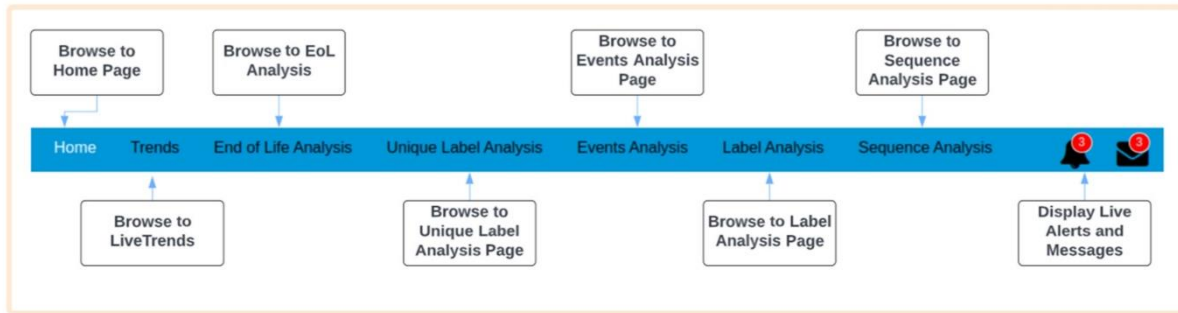 Browse to
Home Page
Browse to EoL
Analysis
Browse to
Events Analysis
Page
Browse to
Sequence
Analysis Page
Home Trends End of Life Analysis Unique Label Analysis Events Analysis Label Analysis Sequence Analysis 3 3
Browse to
LiveTrends
Browse to
Unique Label
Analysis Page
Browse to Label
Analysis Page
Display Live
Alerts and
Messages